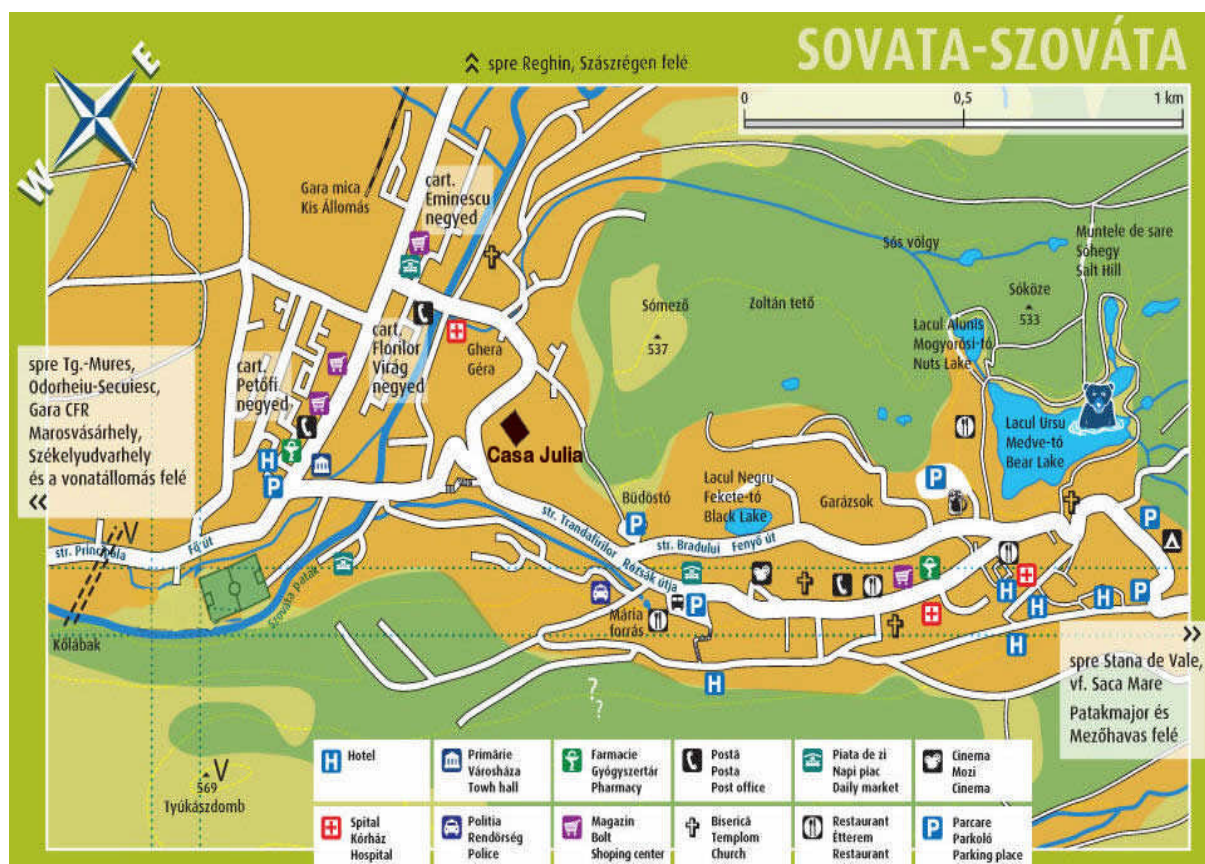 SOVATA-SZOVÁTA
spre Reghin, Szászrégen felé
E
W
0
0,5
1 km
Gara mica
Kis Állomás
cart.
Eminescu
negyed
Sós völgy
Muntele de sare
Sóhegy
Salt Hill
Sómező
537
Zoltán tető
Sóköze
533
Lacul Alunis
Mogyorósi-tó
Nuts Lake
cart.
Florilor
Virág
negyed
Ghera
Géra
spre Tg.-Mures,
Odorheiu-Secuiesc,
Gara CFR
Marosvásárhely,
Székelyudvarhely
és a vonatállomás felé
cart.
Petőfi
negyed
Casa Julia
Lacul Ursu
Medve-tó
Bear Lake
Büdöstó
Lacul Negru
Fekete-tó
Black Lake
Garázsok
str. Principala
Fő út
str. Trandafirilor
Rózsák útja
str. Bradului
Fenyő út
V
Szováta patak
Mária
forrás
Kőlábak
spre Stana de Vale,
vf. Saca Mare
Patakmajor és
Mezőhavas felé
?
?
V
569
Tyúkászdomb
H
Hotel
Primărie
Városháza
Towh hall
Farmacie
Gyógyszertár
Pharmacy
Postă
Posta
Post office
Piata de zi
Napi piac
Daily market
Cinema
Mozi
Cinema
Spital
Kórház
Hospital
Politia
Rendőrség
Police
Magazin
Bolt
Shoping center
Biserică
Templom
Church
Restaurant
Étterem
Restaurant
P
Parcare
Parkoló
Parking place